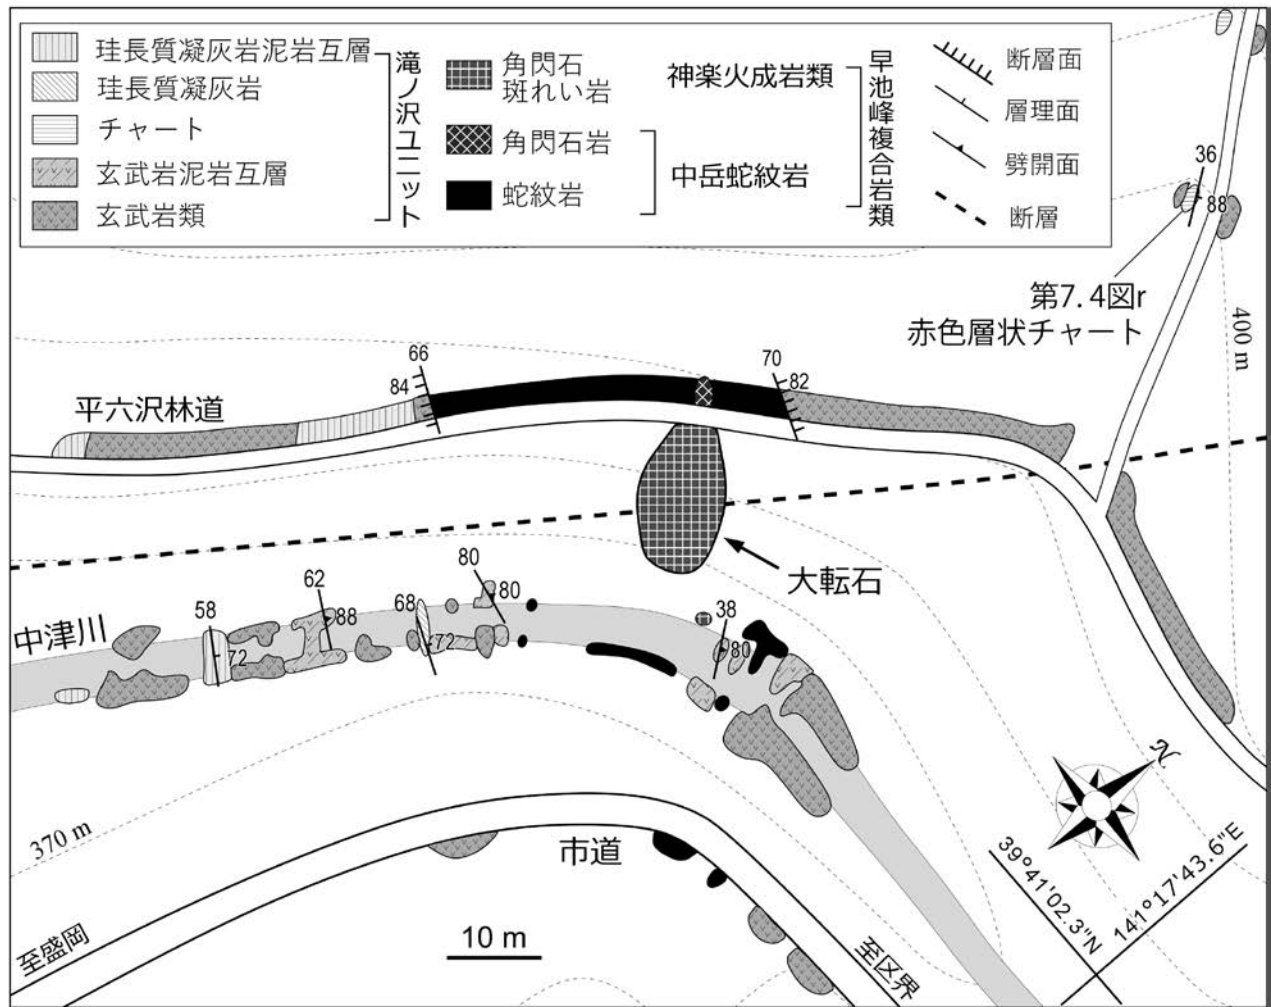 珪長質凝灰岩泥岩互層
珪長質凝灰岩
チャート
玄武岩泥岩互層
玄武岩類
滝ノ沢ユニット
角閃石
斑れい岩
角閃石岩
蛇紋岩
神楽火成岩類
中岳蛇紋岩
早池峰複合岩類
断層面
層理面
劈開面
断層
36
88
第7.4図r
赤色層状チャート
400 m
66
84
70
82
平六沢林道
大転石
中津川
58
72
62
88
68
72
80
80
38
80
370 m
市道
至盛岡
10 m
至区界
N
39°41'02.3"N
141°17'43.6"E